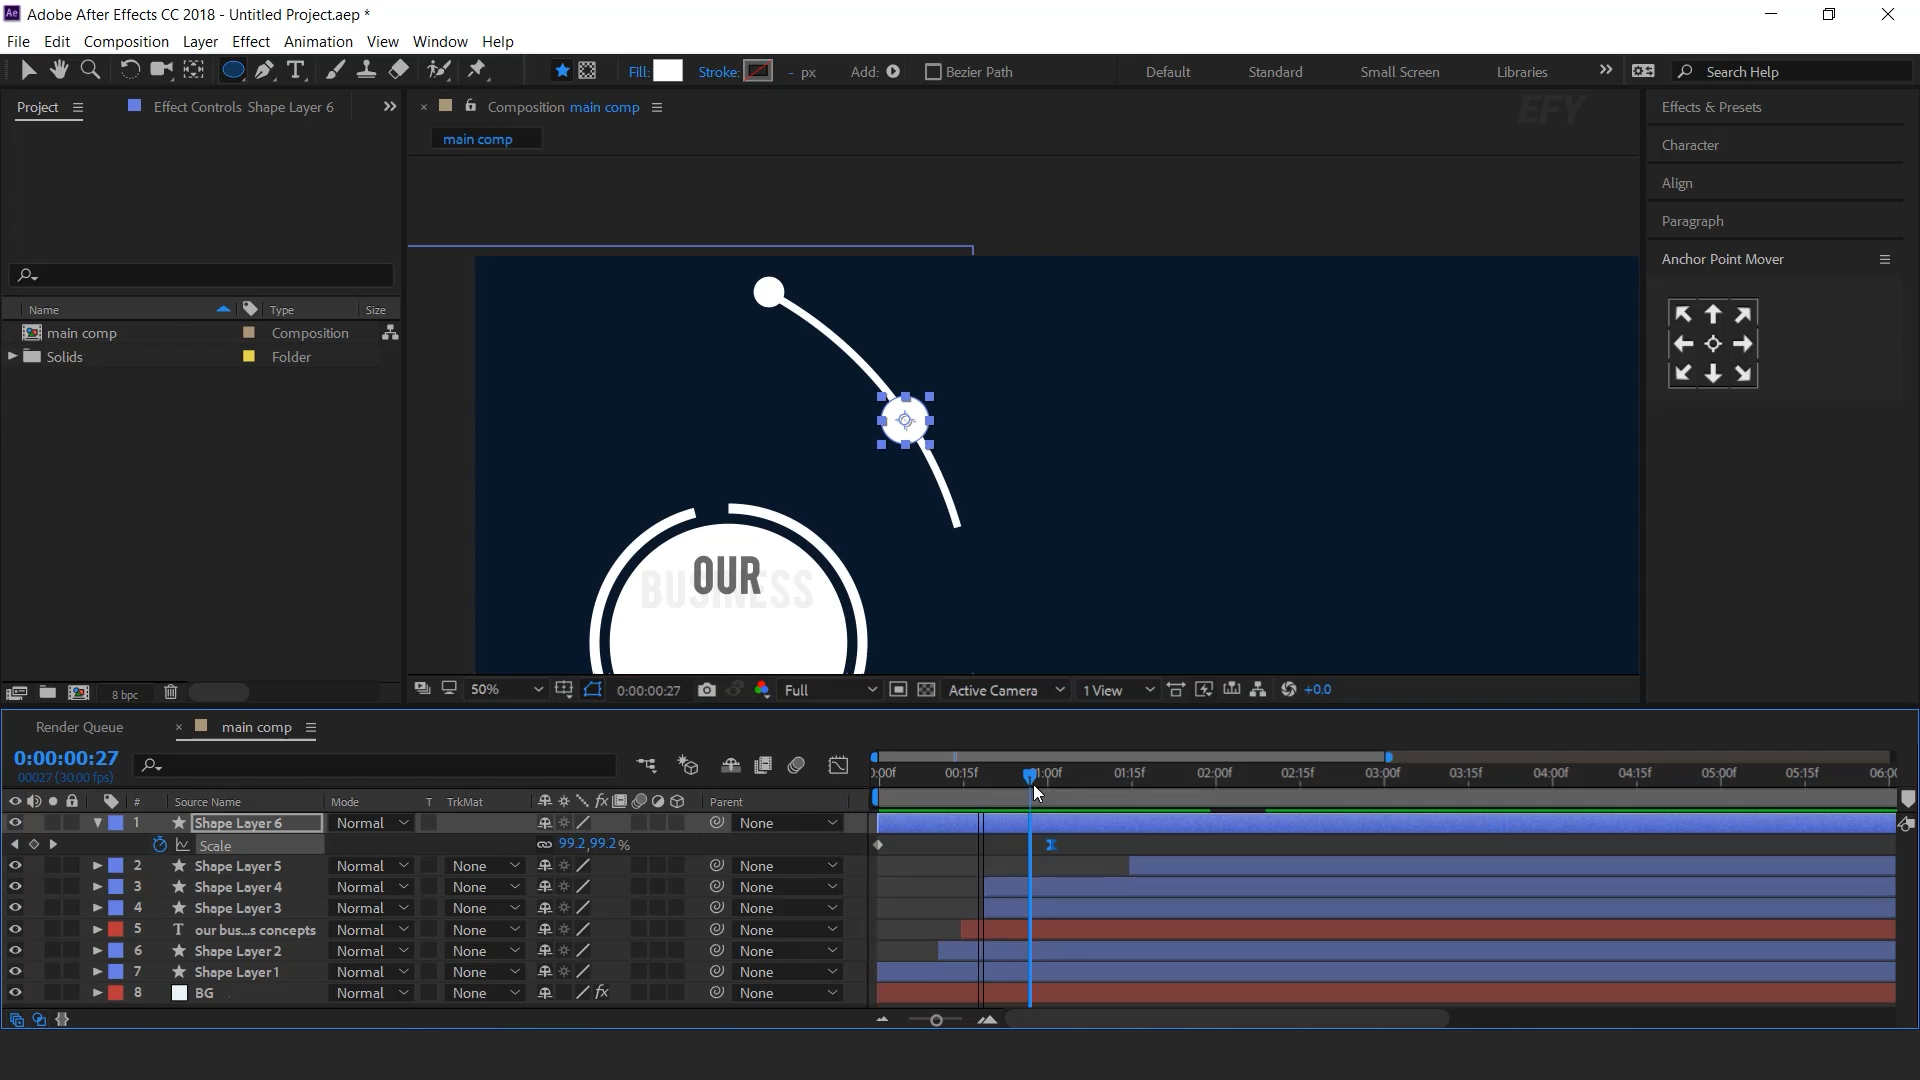 Adobe After Effects CC 2018 - Untitled Project.aep *
File Edit Composition Layer Effect Animation View Window Help
Fill: Stroke: - px Add: Bezier Path Default Standard Small Screen Libraries Search Help
Project Effect Controls Shape Layer 6 Composition main comp EFY Effects & Presets
main comp
Character
Align
Paragraph
Anchor Point Mover
Name Type Size
main comp Composition
Solids Folder
OUR
BUSINESS
8 bpc 50% 0:00:00:27 Full Active Camera 1 View +0.0
Render Queue main comp
0:00:00:27
00027 (30.00 fps)
0:00f 00:15f 01:00f 01:15f 02:00f 02:15f 03:00f 03:15f 04:00f 04:15f 05:00f 05:15f 06:00
# Source Name Mode T TrkMat fx Parent
1 Shape Layer 6 Normal None
Scale 99.2,99.2%
2 Shape Layer 5 Normal None None
3 Shape Layer 4 Normal None None
4 Shape Layer 3 Normal None None
5 T our bus...s concepts Normal None None
6 Shape Layer 2 Normal None None
7 Shape Layer 1 Normal None None
8 BG Normal None fx None